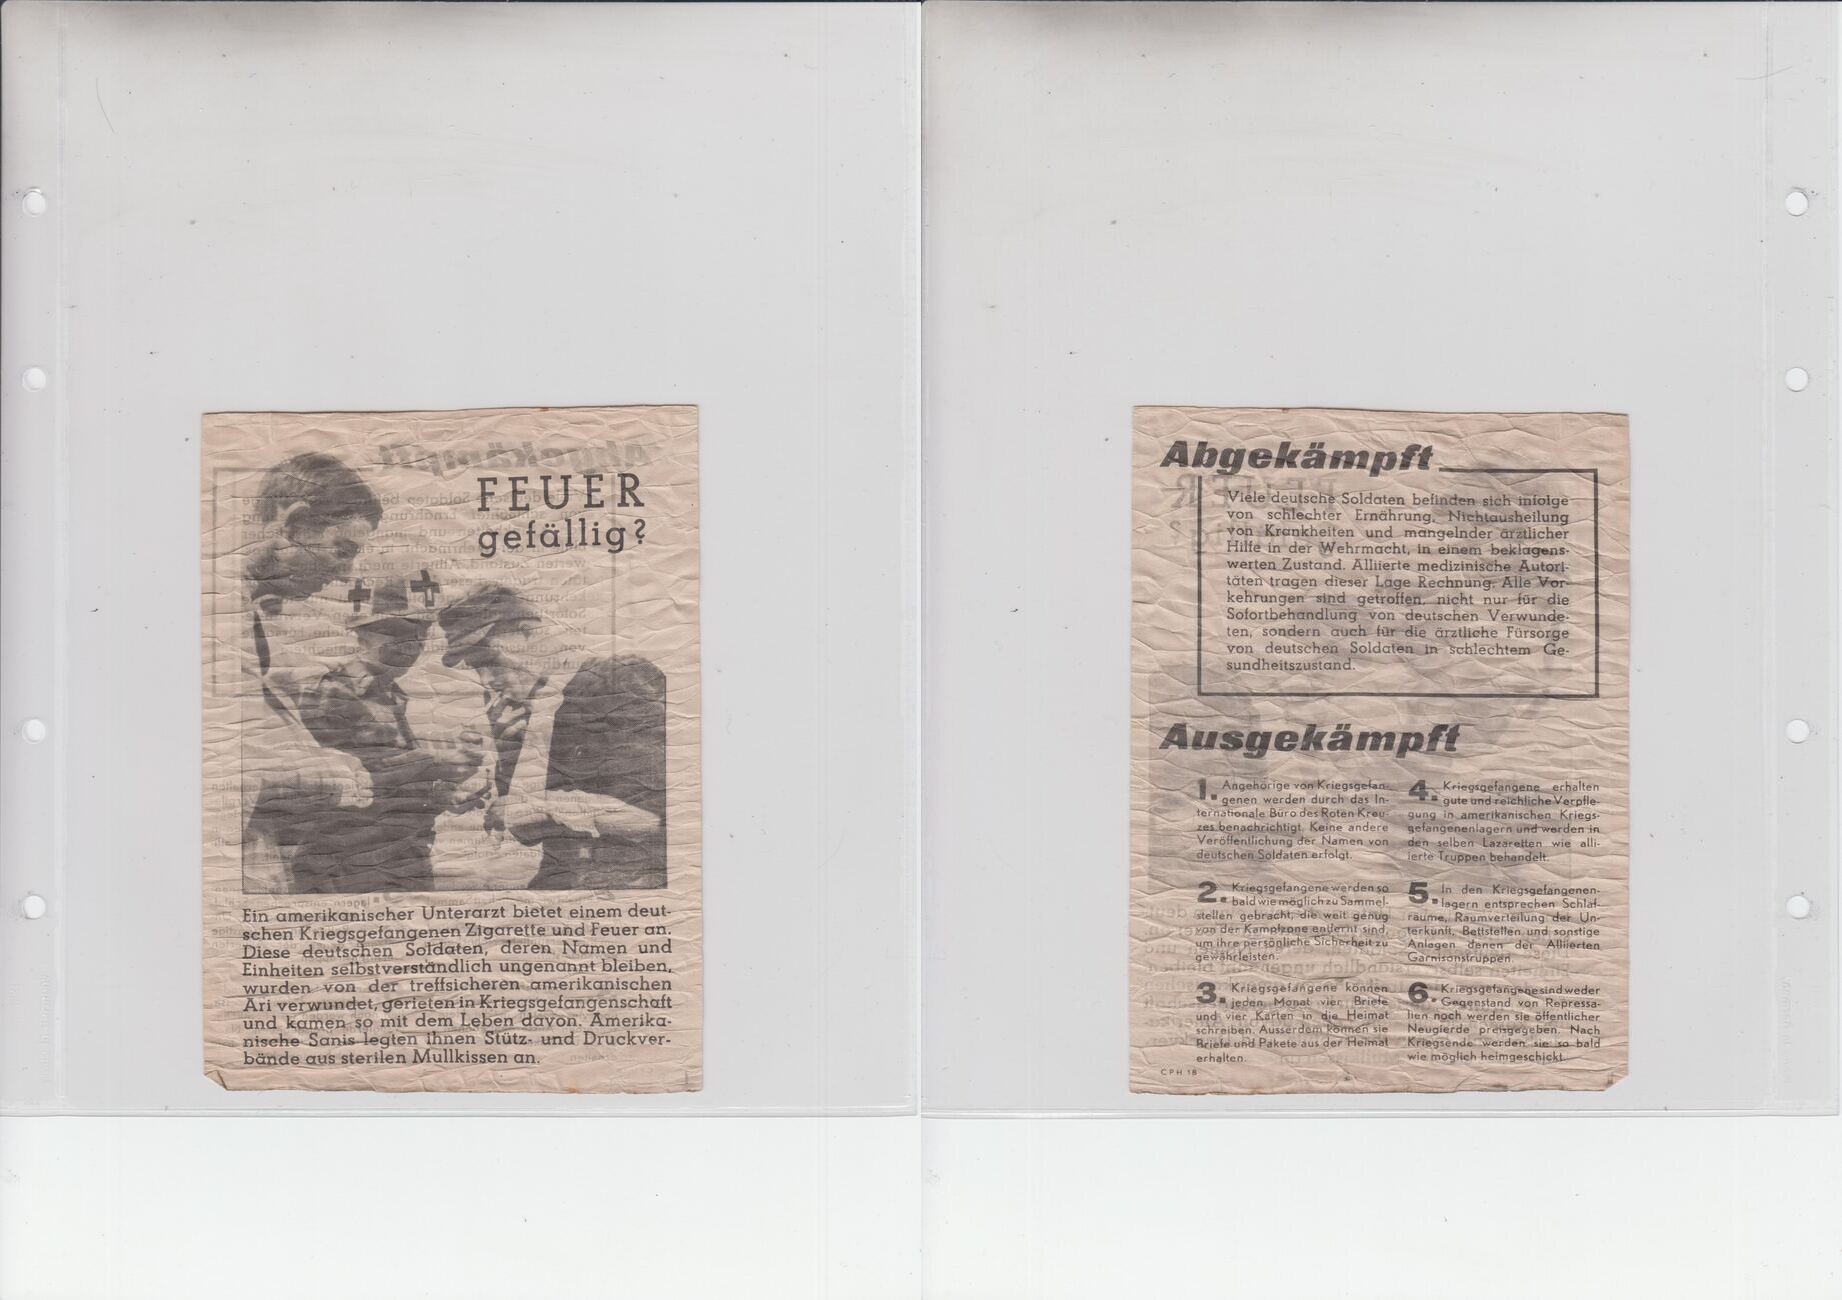 FEUER
gefällig?
Ein amerikanischer Unterarzt bietet einem deut-
schen Kriegsgefangenen Zigarette und Feuer an.
Diese deutschen Soldaten, deren Namen und
Einheiten selbstverständlich ungenannt bleiben,
wurden von der treffsicheren amerikanischen
Ari verwundet, gerieten in Kriegsgefangenschaft
und kamen so mit dem Leben davon. Amerika-
nische Sanis legten ihnen Stütz- und Druckver-
bände aus sterilen Mullkissen an.
Abgekämpft
Viele deutsche Soldaten befinden sich infolge
von schlechter Ernährung, Nichtausheilung
von Krankheiten und mangelnder ärztlicher
Hilfe in der Wehrmacht, in einem beklagens-
werten Zustand. Alliierte medizinische Autori-
täten tragen dieser Lage Rechnung. Alle Vor-
kehrungen sind getroffen, nicht nur für die
Sofortbehandlung von deutschen Verwunde-
ten, sondern auch für die ärztliche Fürsorge
von deutschen Soldaten in schlechtem Ge-
sundheitszustand.
Ausgekämpft
1. Angehörige von Kriegsgefan-
genen werden durch das In-
ternationale Büro des Roten Kreu-
zes benachrichtigt. Keine andere
Veröffentlichung der Namen von
deutschen Soldaten erfolgt.
2. Kriegsgefangene werden so
bald wie möglich zu Sammel-
stellen gebracht, die weit genug
von der Kampfzone entfernt sind,
um ihre persönliche Sicherheit zu
gewährleisten.
3. Kriegsgefangene können
jeden Monat vier Briefe
und vier Karten in die Heimat
schreiben. Ausserdem können sie
Briefe und Pakete aus der Heimat
erhalten.
4. Kriegsgefangene erhalten
gute und reichliche Verpfle-
gung in amerikanischen Kriegs-
gefangenenlagern und werden in
den selben Lazaretten wie alli-
ierte Truppen behandelt.
5. In den Kriegsgefangenen-
lagern entsprechen Schlaf-
räume, Raumverteilung der Un-
terkunft, Bettstellen und sonstige
Anlagen denen der Alliierten
Garnisonstruppen.
6. Kriegsgefangene sind weder
Gegenstand von Repressa-
lien noch werden sie öffentlicher
Neugierde preisgegeben. Nach
Kriegsende werden sie so bald
wie möglich heimgeschickt.
CPH 18